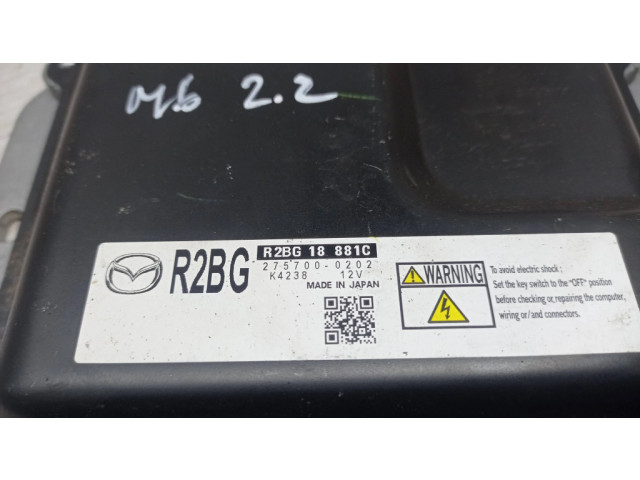 M6 2.2
R2BG
R2BG 18 881C
275700-0202
K4238 12V
MADE IN JAPAN
WARNING
To avoid electric shock:
Set the key switch to the "OFF" position
before checking or repairing the computer,
wiring or/and connectors.